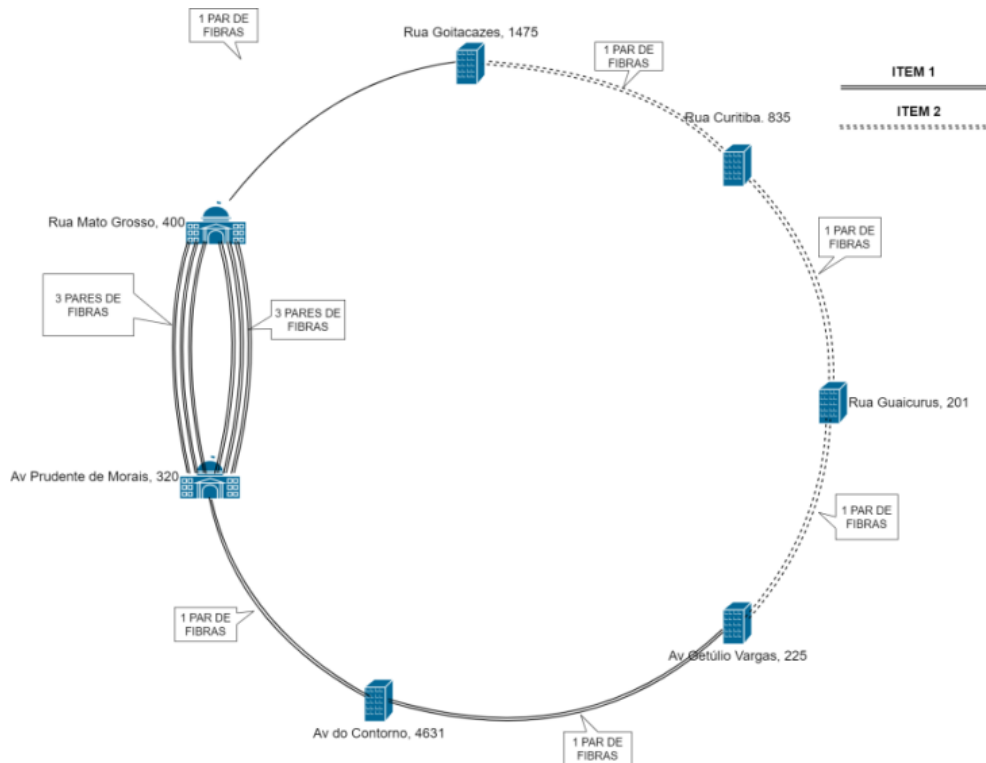 1 PAR DE
FIBRAS
Rua Goitacazes, 1475
1 PAR DE
FIBRAS
ITEM 1
ITEM 2
Rua Curitiba. 835
Rua Mato Grosso, 400
1 PAR DE
FIBRAS
3 PARES DE
FIBRAS
3 PARES DE
FIBRAS
Rua Guaicurus, 201
Av Prudente de Morais, 320
1 PAR DE
FIBRAS
1 PAR DE
FIBRAS
Av Getúlio Vargas, 225
Av do Contorno, 4631
1 PAR DE
FIBRAS